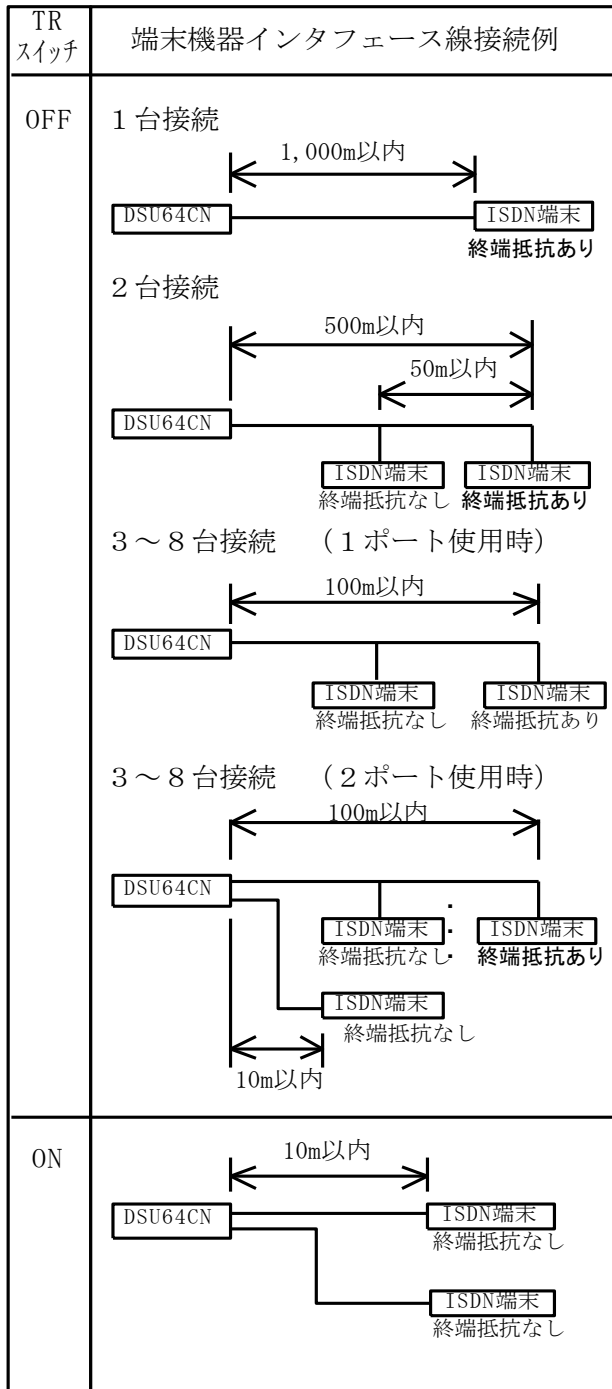 TR
スイッチ
端末機器インタフェース線接続例
OFF
１台接続
1,000m以内
DSU64CN
ISDN端末
終端抵抗あり
２台接続
500m以内
50m以内
DSU64CN
ISDN端末
ISDN端末
終端抵抗なし
終端抵抗あり
３～８台接続　（１ポート使用時）
100m以内
DSU64CN
ISDN端末
ISDN端末
終端抵抗なし
終端抵抗あり
３～８台接続　（２ポート使用時）
100m以内
DSU64CN
ISDN端末
ISDN端末
終端抵抗なし
終端抵抗あり
ISDN端末
終端抵抗なし
10m以内
ON
10m以内
DSU64CN
ISDN端末
終端抵抗なし
ISDN端末
終端抵抗なし